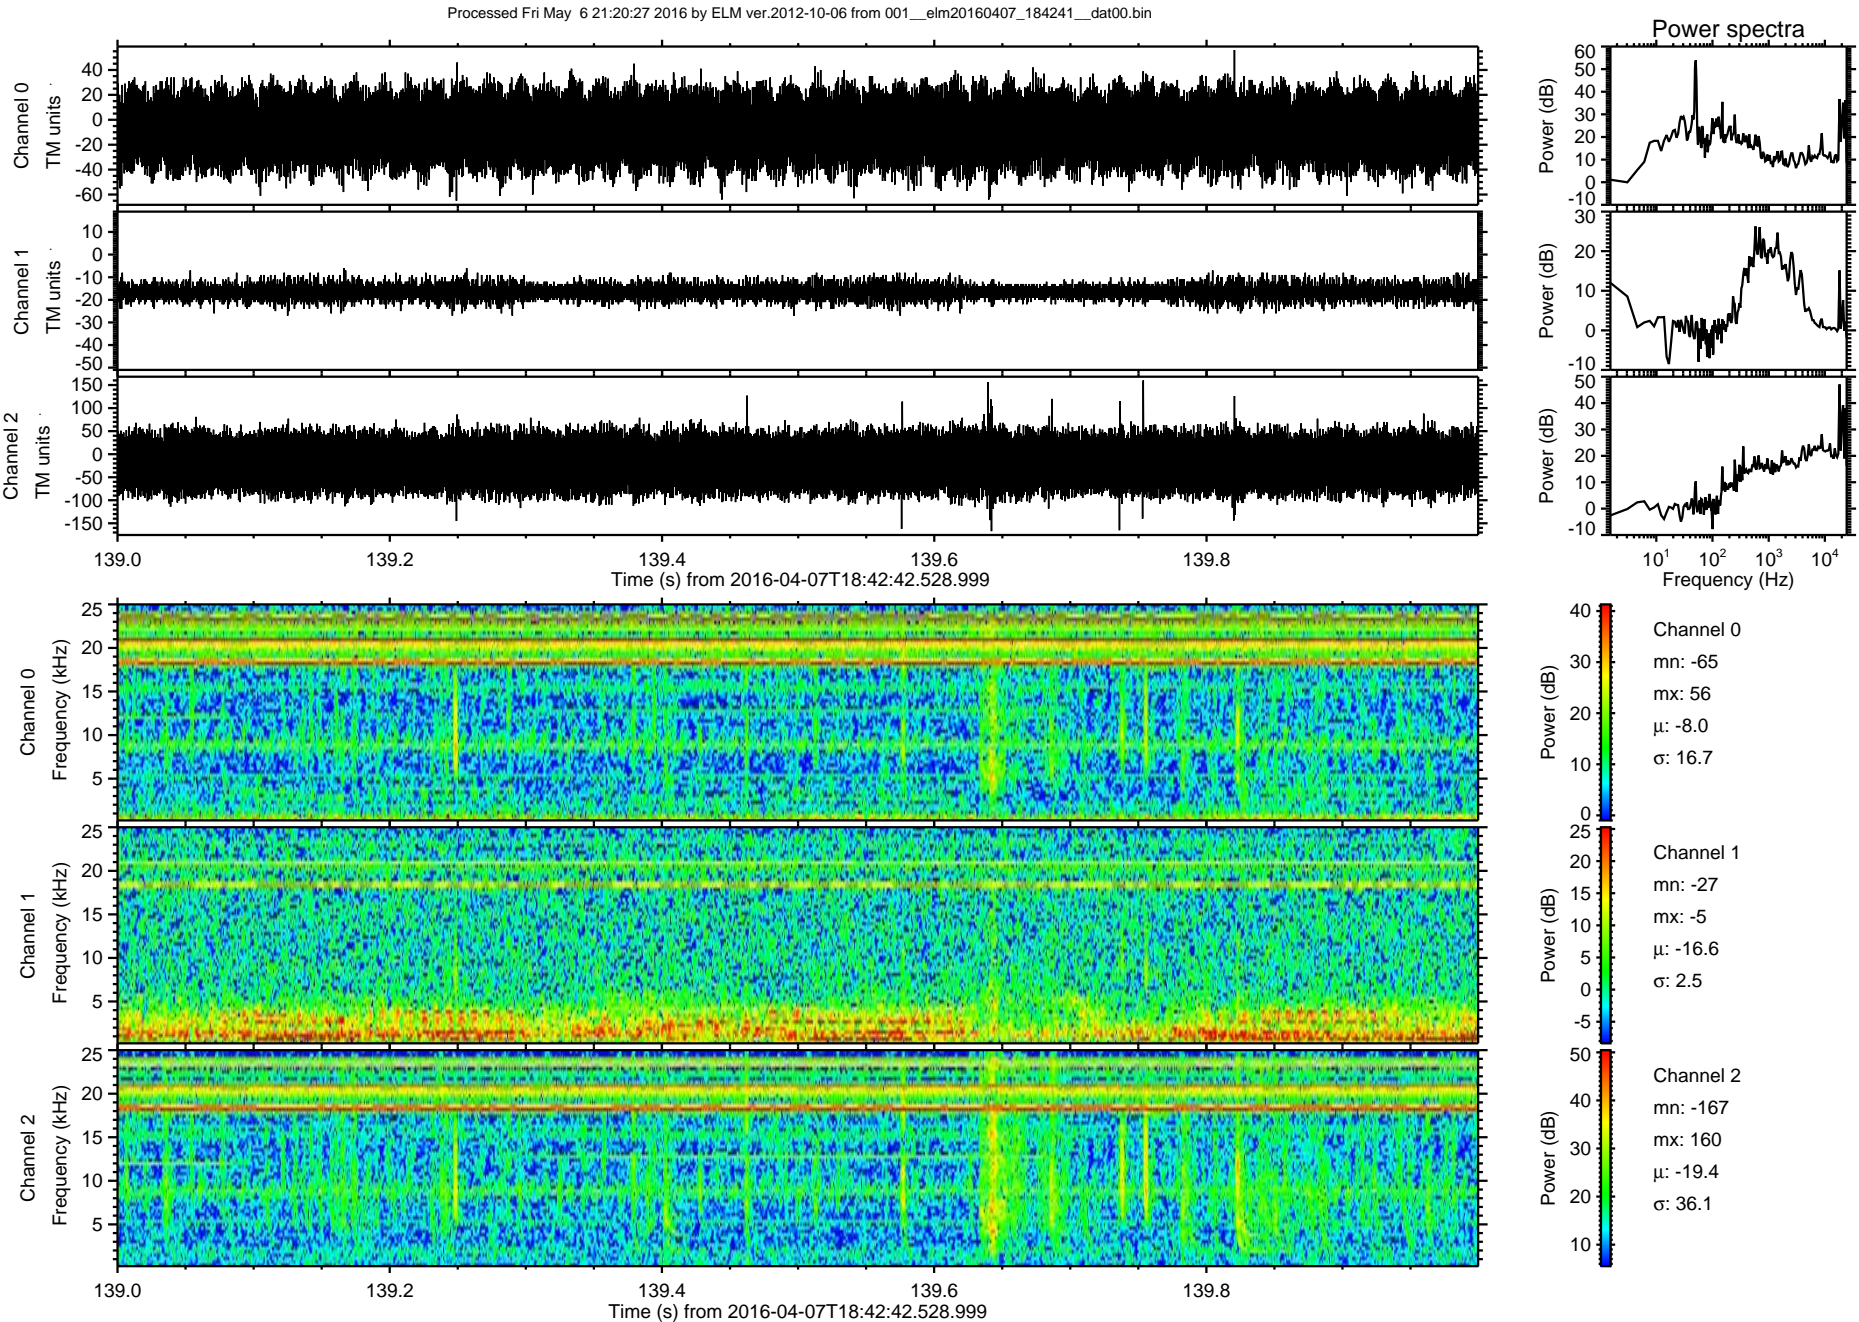 Processed Fri May  6 21:20:27 2016 by ELM ver.2012-10-06 from 001__elm20160407_184241__dat00.bin
Power spectra
Channel 0
TM units
40
20
0
-20
-40
-60
Power (dB)
60
50
40
30
20
10
0
-10
Channel 1
TM units
10
0
-10
-20
-30
-40
-50
Power (dB)
30
20
10
0
-10
Channel 2
TM units
150
100
50
0
-50
-100
-150
Power (dB)
50
40
30
20
10
0
-10
139.0 139.2 139.4 139.6 139.8
Time (s) from 2016-04-07T18:42:42.528.999
10¹ 10² 10³ 10⁴
Frequency (Hz)
Channel 0
Frequency (kHz)
25
20
15
10
5
Power (dB)
40
30
20
10
0
Channel 0
mn: -65
mx: 56
μ: -8.0
σ: 16.7
Channel 1
Frequency (kHz)
25
20
15
10
5
Power (dB)
25
20
15
10
5
0
-5
Channel 1
mn: -27
mx: -5
μ: -16.6
σ: 2.5
Channel 2
Frequency (kHz)
25
20
15
10
5
Power (dB)
50
40
30
20
10
Channel 2
mn: -167
mx: 160
μ: -19.4
σ: 36.1
139.0 139.2 139.4 139.6 139.8
Time (s) from 2016-04-07T18:42:42.528.999